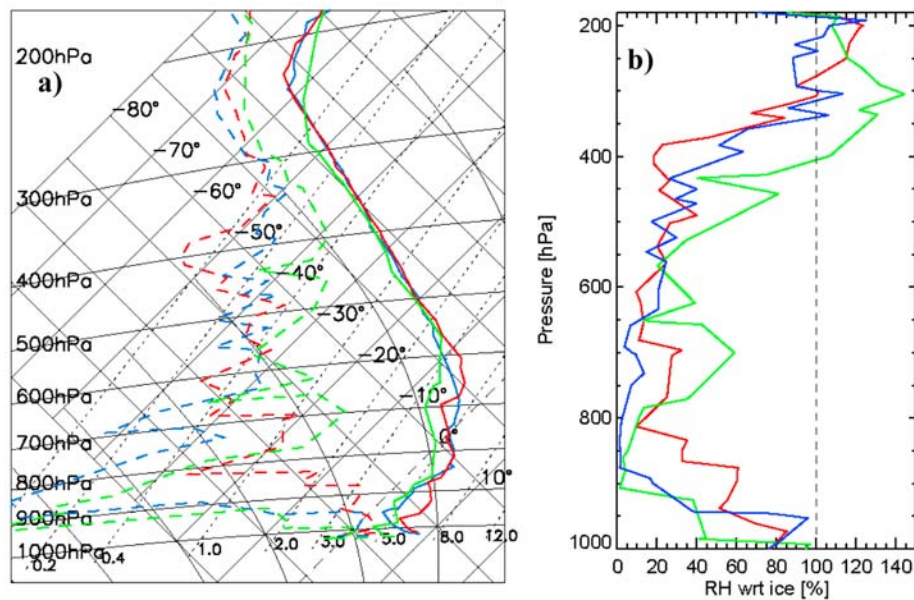 a)
200hPa
300hPa
400hPa
500hPa
600hPa
700hPa
800hPa
900hPa
1000hPa
-80°
-70°
-60°
-50°
-40°
-30°
-20°
-10°
0°
10°
0.2
0.4
1.0
2.0
3.0
5.0
8.0
12.0
b)
Pressure [hPa]
200
400
600
800
1000
0 20 40 60 80 100 120 140
RH wrt ice [%]